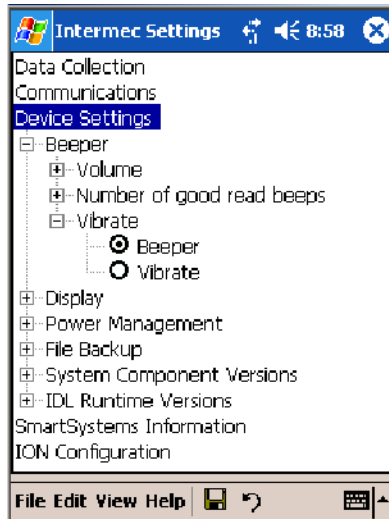 Intermec Settings 8:58
Data Collection
Communications
Device Settings
Beeper
Volume
Number of good read beeps
Vibrate
Beeper
Vibrate
Display
Power Management
File Backup
System Component Versions
IDL Runtime Versions
SmartSystems Information
ION Configuration
File Edit View Help